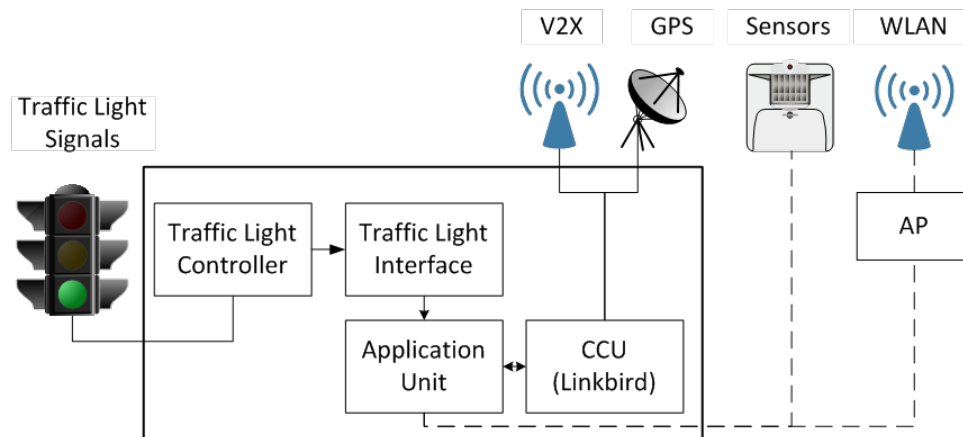 V2X
GPS
Sensors
WLAN
Traffic Light
Signals
Traffic Light
Controller
Traffic Light
Interface
AP
Application
Unit
CCU
(Linkbird)